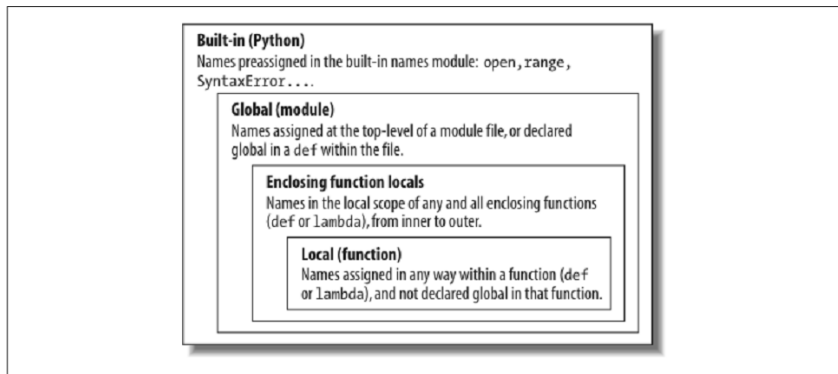 Built-in (Python)
Names preassigned in the built-in names module: open, range,
SyntaxError....
Global (module)
Names assigned at the top-level of a module file, or declared
global in a def within the file.
Enclosing function locals
Names in the local scope of any and all enclosing functions
(def or lambda), from inner to outer.
Local (function)
Names assigned in any way within a function (def
or lambda), and not declared global in that function.